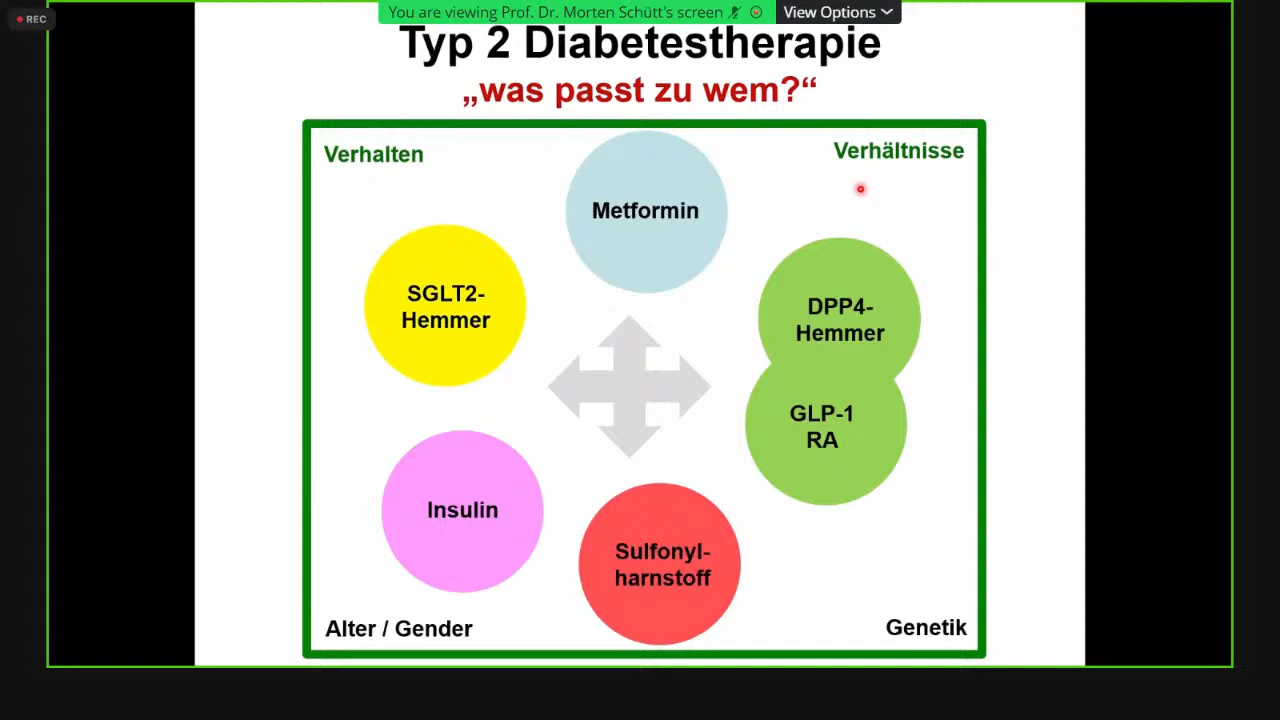 REC
You are viewing Prof. Dr. Morten Schütt's screen
View Options
Typ 2 Diabetestherapie
„was passt zu wem?“
Verhalten
Verhältnisse
Metformin
SGLT2-
Hemmer
DPP4-
Hemmer
GLP-1
RA
Insulin
Sulfonyl-
harnstoff
Alter / Gender
Genetik